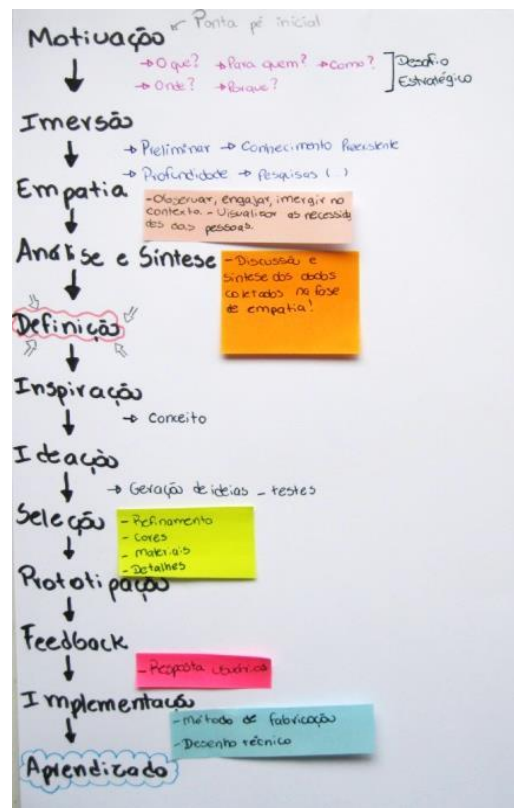 Motivação
Ponta pé inicial
→ O que? → Para quem? → Como?
→ Onde? → Porque?
Desafio
Estratégico
Imersão
→ Preliminar → Conhecimento Preexistente
→ Profundidade → Pesquisas (...)
Empatia
- Observar, engajar, imergir no
contexto. - Visualizar as necessida
des das pessoas.
Análise e Síntese
- Discussão e
síntese dos dados
coletados na fase
de empatia!
Definição
Inspiração
→ Conceito
Ideação
→ Geração de ideias - testes
Seleção
- Refinamento
- Cores
- Materiais
- Detalhes
Prototipação
Feedback
- Resposta usuários
Implementação
- Método de fabricação
- Desenho técnico
Aprendizado